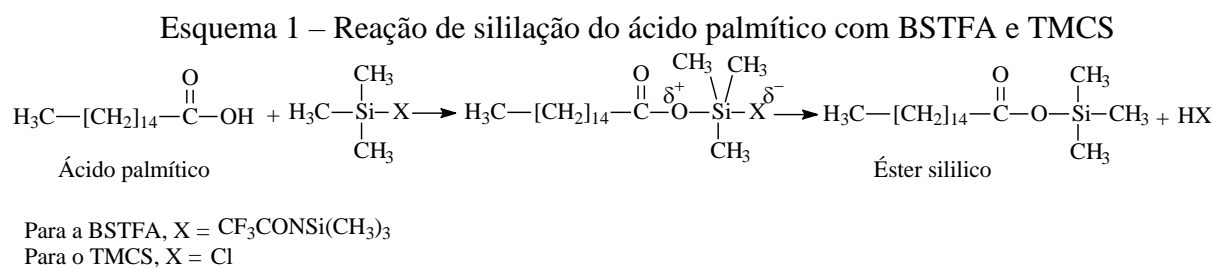 Esquema 1 – Reação de sililação do ácido palmítico com BSTFA e TMCS
H₃C—[CH₂]₁₄—C(=O)—OH + H₃C—Si(CH₃)(CH₃)—X → H₃C—[CH₂]₁₄—C(=O)—O(δ⁺)—Si(CH₃)(CH₃)(CH₃)—X(δ⁻) → H₃C—[CH₂]₁₄—C(=O)—O—Si(CH₃)(CH₃)—CH₃ + HX
Ácido palmítico Éster sililico
Para a BSTFA, X = CF₃CONSi(CH₃)₃
Para o TMCS, X = Cl